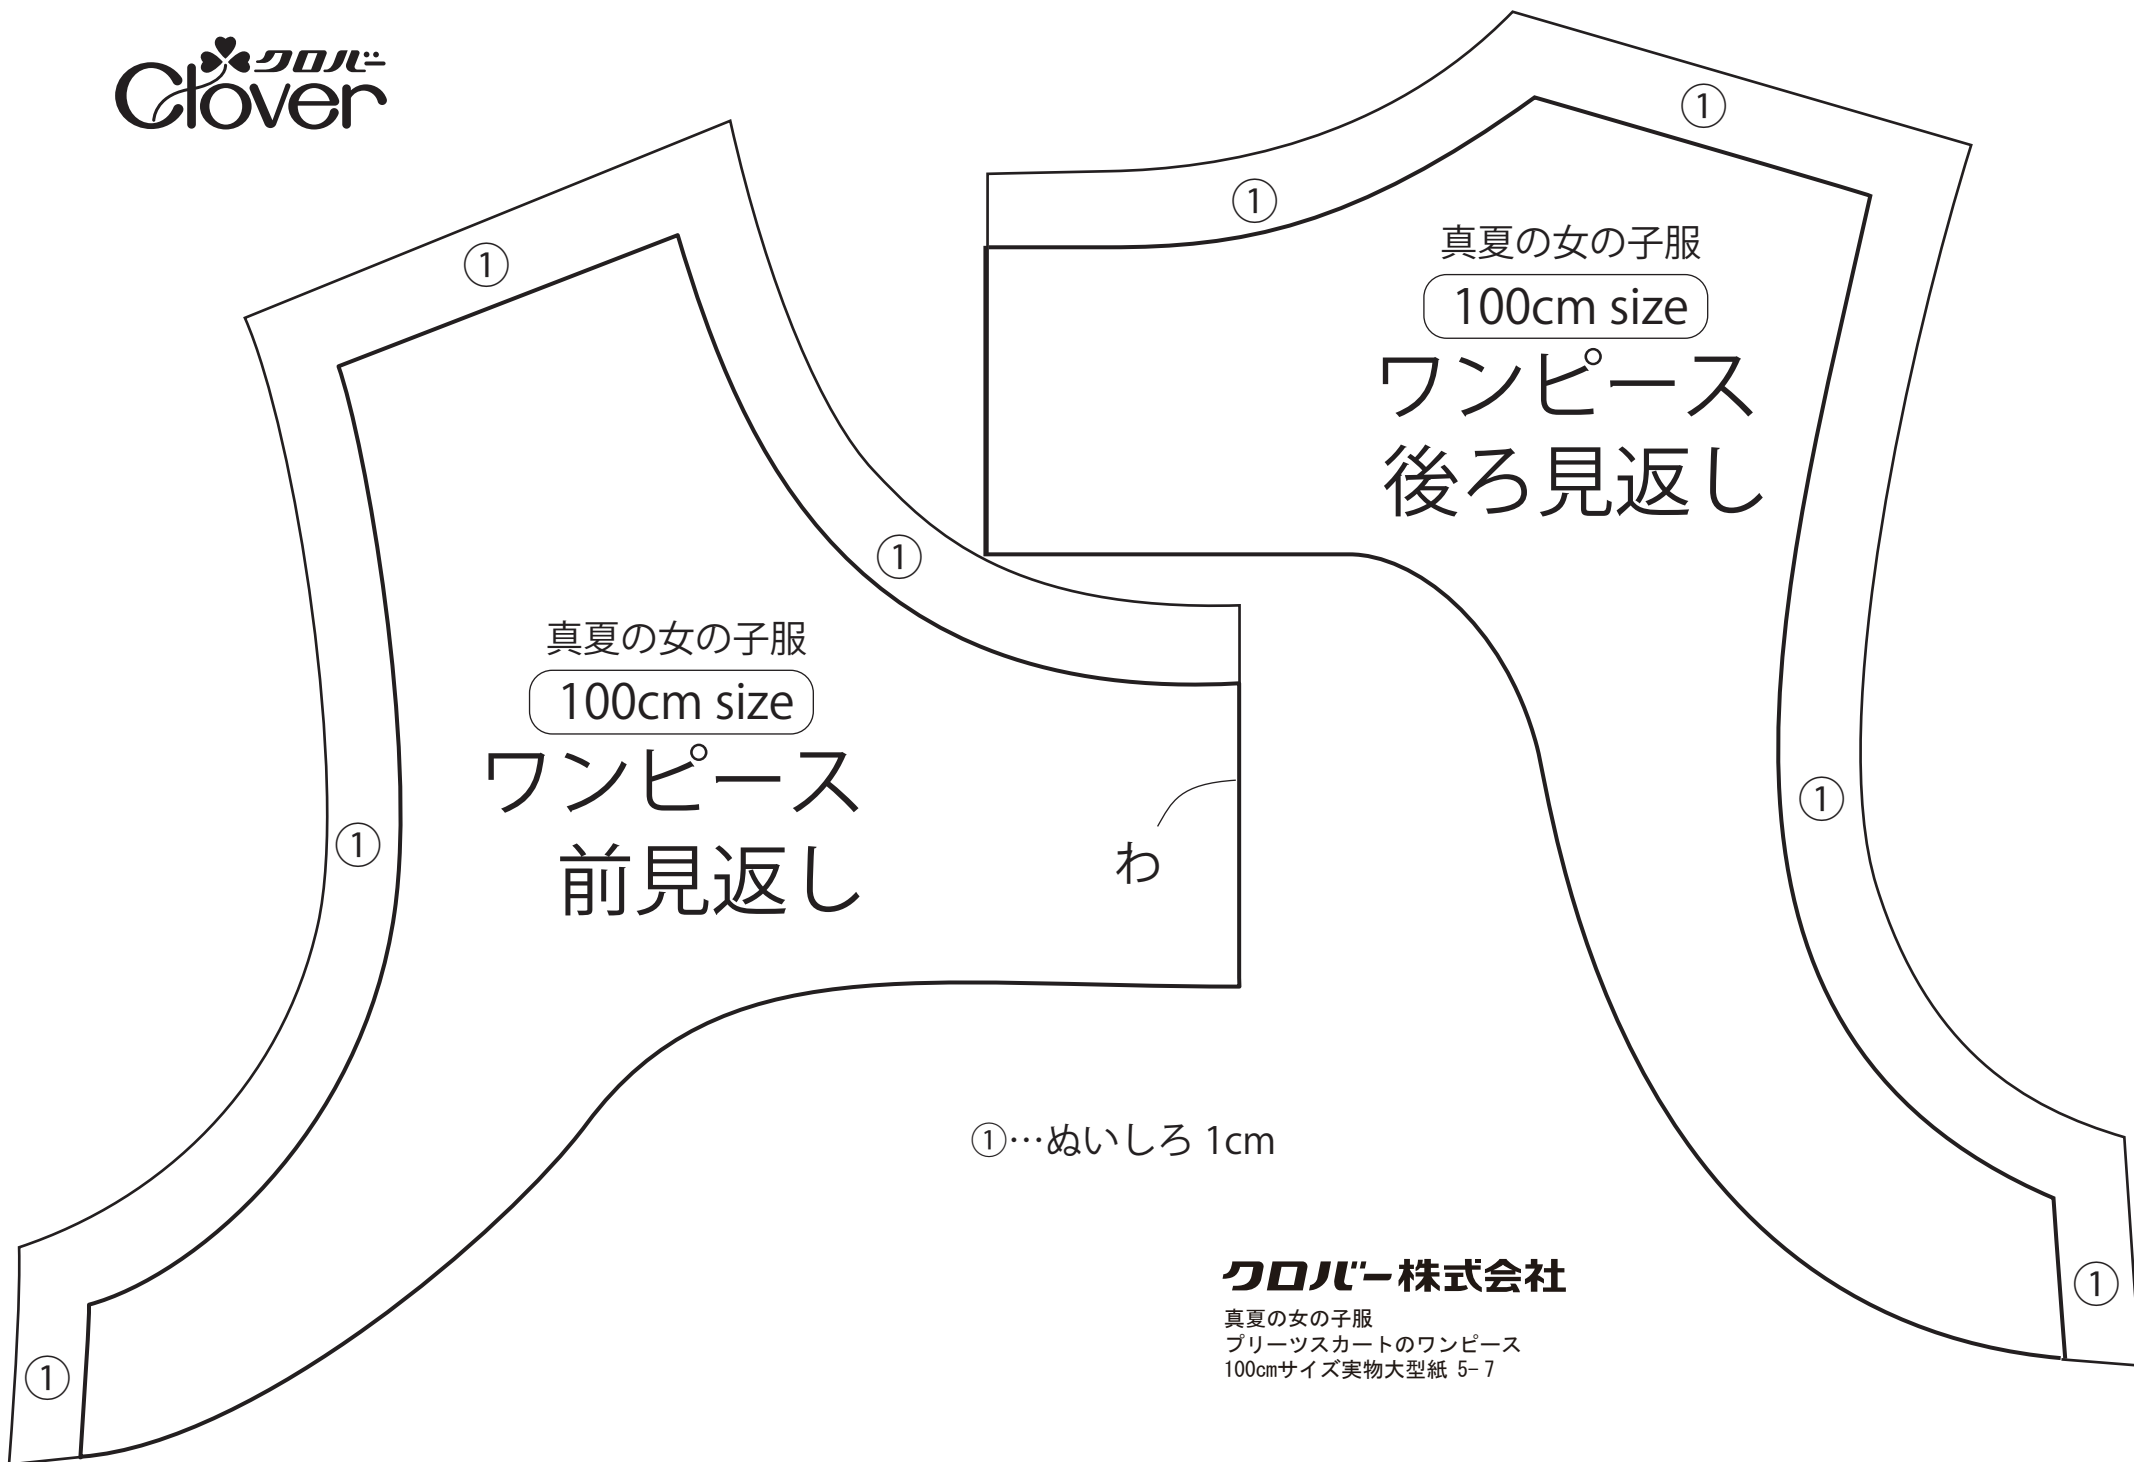 クロバー
Clover
①
①
①
①
真夏の女の子服
100cm size
ワンピース
前見返し
わ
①
①
真夏の女の子服
100cm size
ワンピース
後ろ見返し
①
①
①…ぬいしろ 1cm
クロバー株式会社
真夏の女の子服
プリーツスカートのワンピース
100cmサイズ実物大型紙 5-7